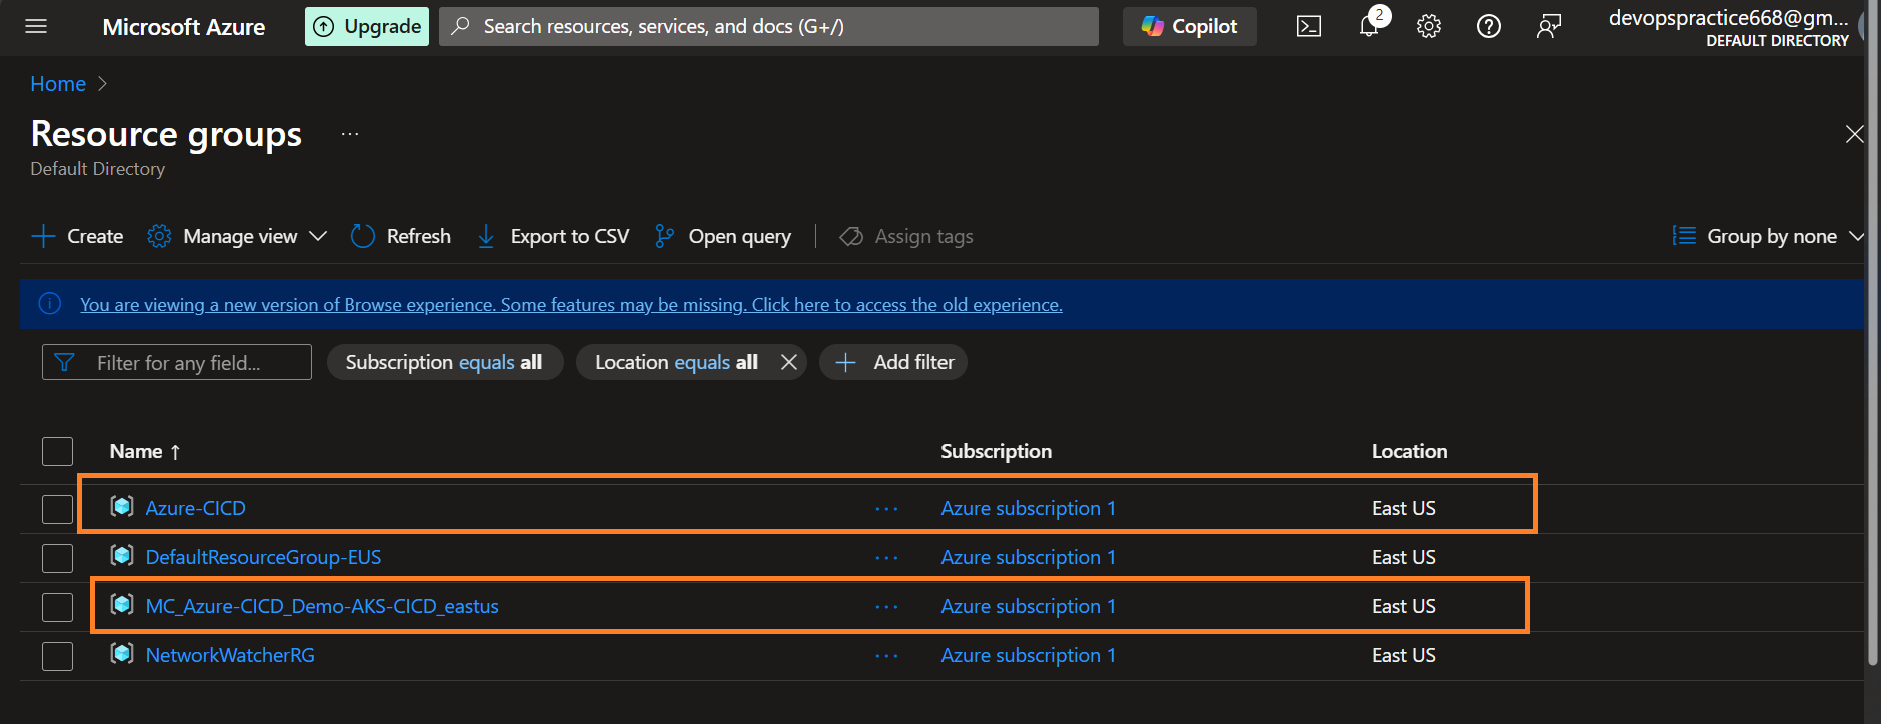 Microsoft Azure
Upgrade
Search resources, services, and docs (G+/)
Copilot
2
devopspractice668@gm...
DEFAULT DIRECTORY
Home
Resource groups ...
Default Directory
Create
Manage view
Refresh
Export to CSV
Open query
Assign tags
Group by none
You are viewing a new version of Browse experience. Some features may be missing. Click here to access the old experience.
Filter for any field...
Subscription equals all
Location equals all
Add filter
Name ↑ Subscription Location
Azure-CICD ... Azure subscription 1 East US
DefaultResourceGroup-EUS ... Azure subscription 1 East US
MC_Azure-CICD_Demo-AKS-CICD_eastus ... Azure subscription 1 East US
NetworkWatcherRG ... Azure subscription 1 East US